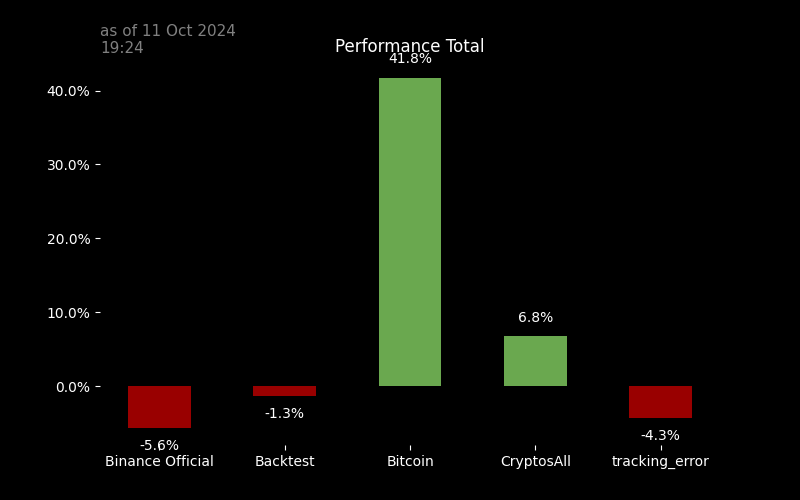 as of 11 Oct 2024
19:24
Performance Total
41.8%
40.0%
30.0%
20.0%
10.0%
6.8%
0.0%
-1.3%
-4.3%
-5.6%
Binance Official
Backtest
Bitcoin
CryptosAll
tracking_error